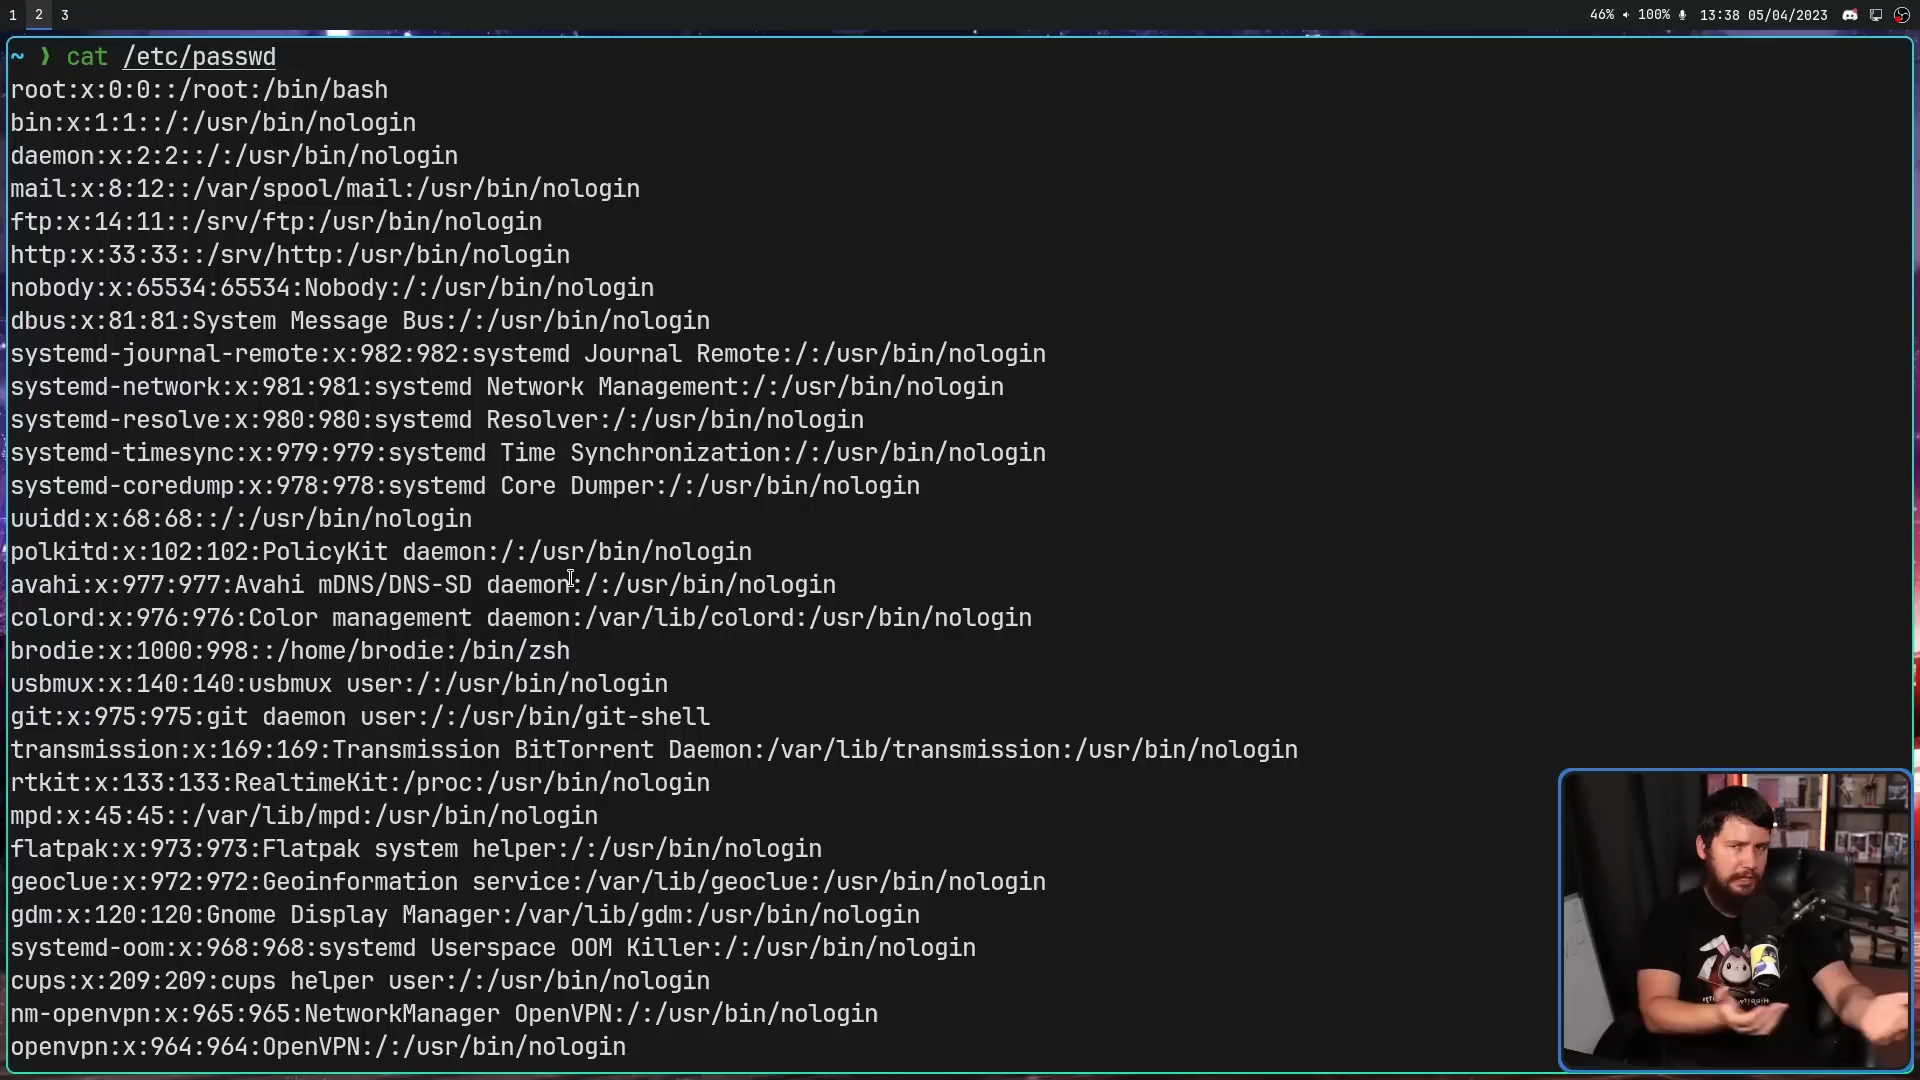 1 2 3 46% 100% 13:38 05/04/2023
~ ❯ cat /etc/passwd
root:x:0:0::/root:/bin/bash
bin:x:1:1::/:/usr/bin/nologin
daemon:x:2:2::/:/usr/bin/nologin
mail:x:8:12::/var/spool/mail:/usr/bin/nologin
ftp:x:14:11::/srv/ftp:/usr/bin/nologin
http:x:33:33::/srv/http:/usr/bin/nologin
nobody:x:65534:65534:Nobody:/:/usr/bin/nologin
dbus:x:81:81:System Message Bus:/:/usr/bin/nologin
systemd-journal-remote:x:982:982:systemd Journal Remote:/:/usr/bin/nologin
systemd-network:x:981:981:systemd Network Management:/:/usr/bin/nologin
systemd-resolve:x:980:980:systemd Resolver:/:/usr/bin/nologin
systemd-timesync:x:979:979:systemd Time Synchronization:/:/usr/bin/nologin
systemd-coredump:x:978:978:systemd Core Dumper:/:/usr/bin/nologin
uuidd:x:68:68::/:/usr/bin/nologin
polkitd:x:102:102:PolicyKit daemon:/:/usr/bin/nologin
avahi:x:977:977:Avahi mDNS/DNS-SD daemon:/:/usr/bin/nologin
colord:x:976:976:Color management daemon:/var/lib/colord:/usr/bin/nologin
brodie:x:1000:998::/home/brodie:/bin/zsh
usbmux:x:140:140:usbmux user:/:/usr/bin/nologin
git:x:975:975:git daemon user:/:/usr/bin/git-shell
transmission:x:169:169:Transmission BitTorrent Daemon:/var/lib/transmission:/usr/bin/nologin
rtkit:x:133:133:RealtimeKit:/proc:/usr/bin/nologin
mpd:x:45:45::/var/lib/mpd:/usr/bin/nologin
flatpak:x:973:973:Flatpak system helper:/:/usr/bin/nologin
geoclue:x:972:972:Geoinformation service:/var/lib/geoclue:/usr/bin/nologin
gdm:x:120:120:Gnome Display Manager:/var/lib/gdm:/usr/bin/nologin
systemd-oom:x:968:968:systemd Userspace OOM Killer:/:/usr/bin/nologin
cups:x:209:209:cups helper user:/:/usr/bin/nologin
nm-openvpn:x:965:965:NetworkManager OpenVPN:/:/usr/bin/nologin
openvpn:x:964:964:OpenVPN:/:/usr/bin/nologin